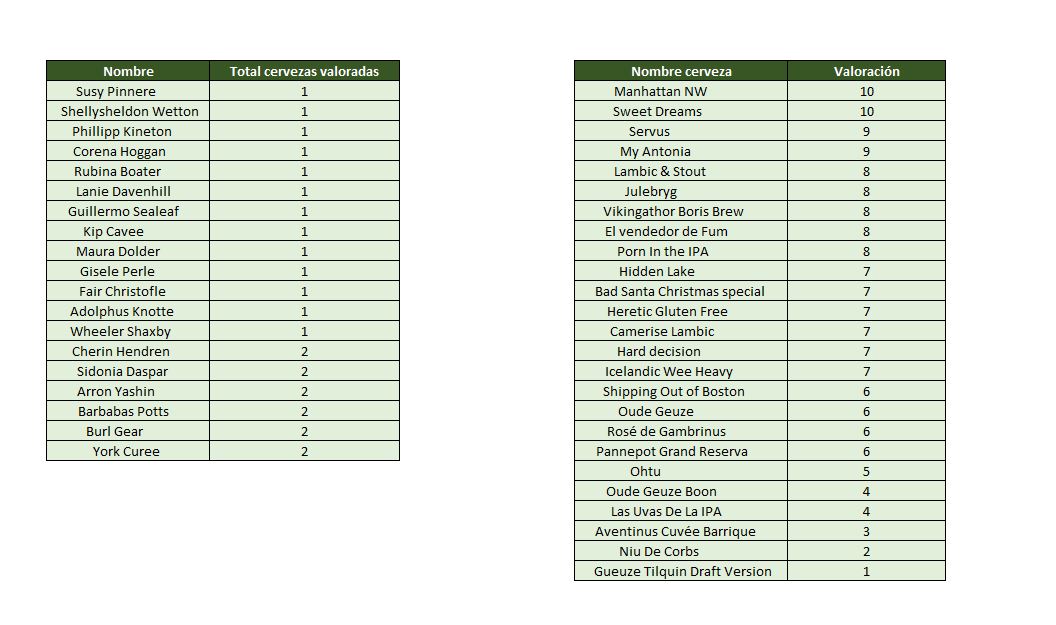 Nombre Total cervezas valoradas
Susy Pinnere 1
Shellysheldon Wetton 1
Phillipp Kineton 1
Corena Hoggan 1
Rubina Boater 1
Lanie Davenhill 1
Guillermo Sealeaf 1
Kip Cavee 1
Maura Dolder 1
Gisele Perle 1
Fair Christofle 1
Adolphus Knotte 1
Wheeler Shaxby 1
Cherin Hendren 2
Sidonia Daspar 2
Arron Yashin 2
Barbabas Potts 2
Burl Gear 2
York Curee 2
Nombre cerveza Valoración
Manhattan NW 10
Sweet Dreams 10
Servus 9
My Antonia 9
Lambic & Stout 8
Julebryg 8
Vikingathor Boris Brew 8
El vendedor de Fum 8
Porn In the IPA 8
Hidden Lake 7
Bad Santa Christmas special 7
Heretic Gluten Free 7
Camerise Lambic 7
Hard decision 7
Icelandic Wee Heavy 7
Shipping Out of Boston 6
Oude Geuze 6
Rosé de Gambrinus 6
Pannepot Grand Reserva 6
Ohtu 5
Oude Geuze Boon 4
Las Uvas De La IPA 4
Aventinus Cuvée Barrique 3
Niu De Corbs 2
Gueuze Tilquin Draft Version 1